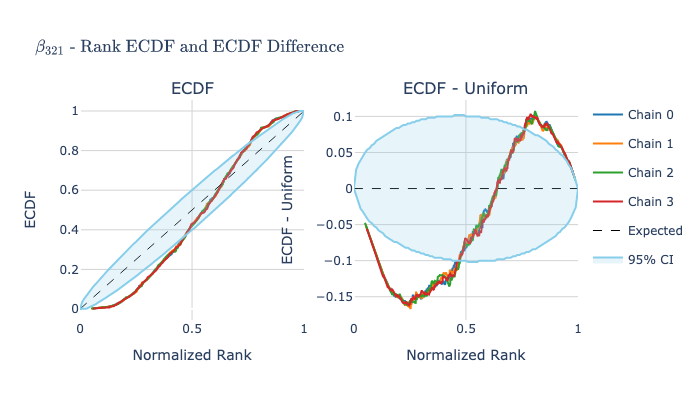 β₃₂₁ - Rank ECDF and ECDF Difference
ECDF
ECDF - Uniform
1
0.8
0.6
0.4
0.2
0
ECDF
0
0.5
1
Normalized Rank
0.1
0.05
0
−0.05
−0.1
−0.15
ECDF - Uniform
0
0.5
1
Normalized Rank
Chain 0
Chain 1
Chain 2
Chain 3
Expected
95% CI